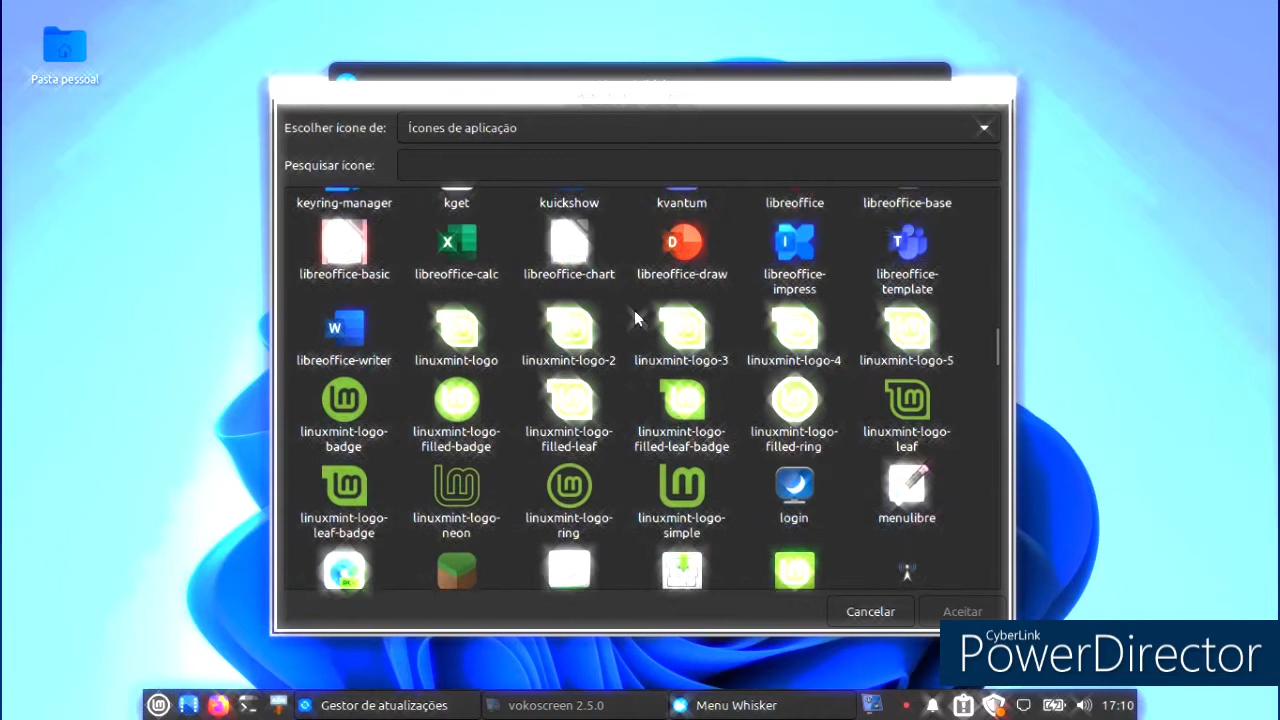 Pasta pessoal
Escolher ícone de:
Ícones de aplicação
Pesquisar ícone:
keyring-manager
kget
kuickshow
kvantum
libreoffice
libreoffice-base
libreoffice-basic
libreoffice-calc
libreoffice-chart
libreoffice-draw
libreoffice-
impress
libreoffice-
template
libreoffice-writer
linuxmint-logo
linuxmint-logo-2
linuxmint-logo-3
linuxmint-logo-4
linuxmint-logo-5
linuxmint-logo-
badge
linuxmint-logo-
filled-badge
linuxmint-logo-
filled-leaf
linuxmint-logo-
filled-leaf-badge
linuxmint-logo-
filled-ring
linuxmint-logo-
leaf
linuxmint-logo-
leaf-badge
linuxmint-logo-
neon
linuxmint-logo-
ring
linuxmint-logo-
simple
login
menulibre
Cancelar
Aceitar
CyberLink
PowerDirector
Gestor de atualizações
vokoscreen 2.5.0
Menu Whisker
17:10